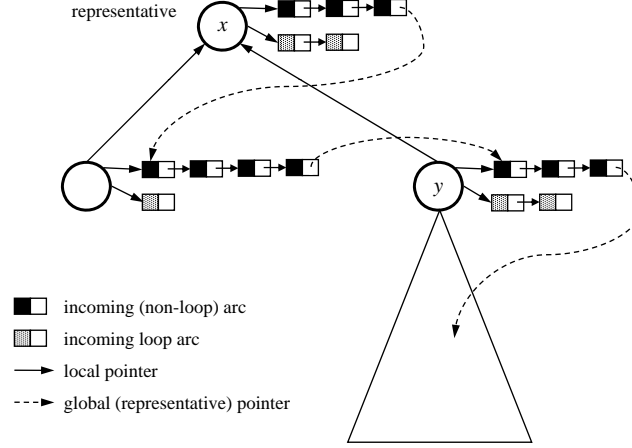 representative
x
y
incoming (non-loop) arc
incoming loop arc
local pointer
global (representative) pointer